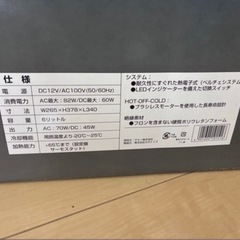 仕様
電源 DC12V/AC100V(50/60Hz)
消費電力 AC最大：82W/DC最大：60W
寸法 W265×H378×L340
容量 6リットル
出力 AC：70W/DC：45W
冷却機能 周囲温度より-20℃~25℃
加熱能力 +55℃まで(設定値
サーモスタット)
システム：
●耐久性にすぐれた熱電子式(ペルチェシステム)
●LEDインジケーターを備えた切換スイッチ
HOT-OFF-COLD：
●ブラシレスモーターを使用した長寿命設計
絶縁素材：
●フロンを含まない硬質ポリウレタンフォーム